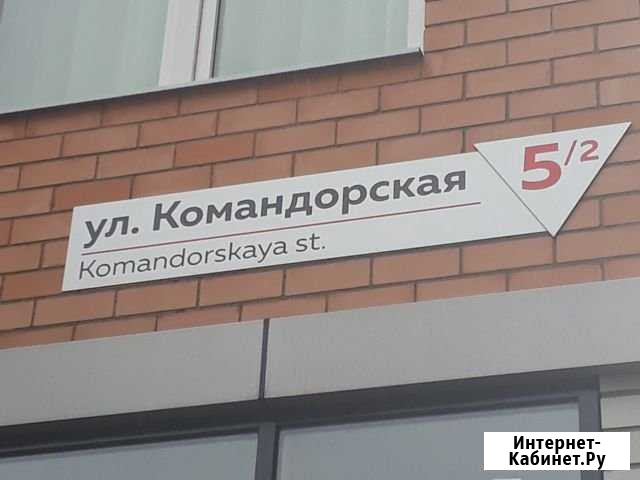 ул. Командорская
Komandorskaya st.
5/2
Интернет-
Кабинет.Ру